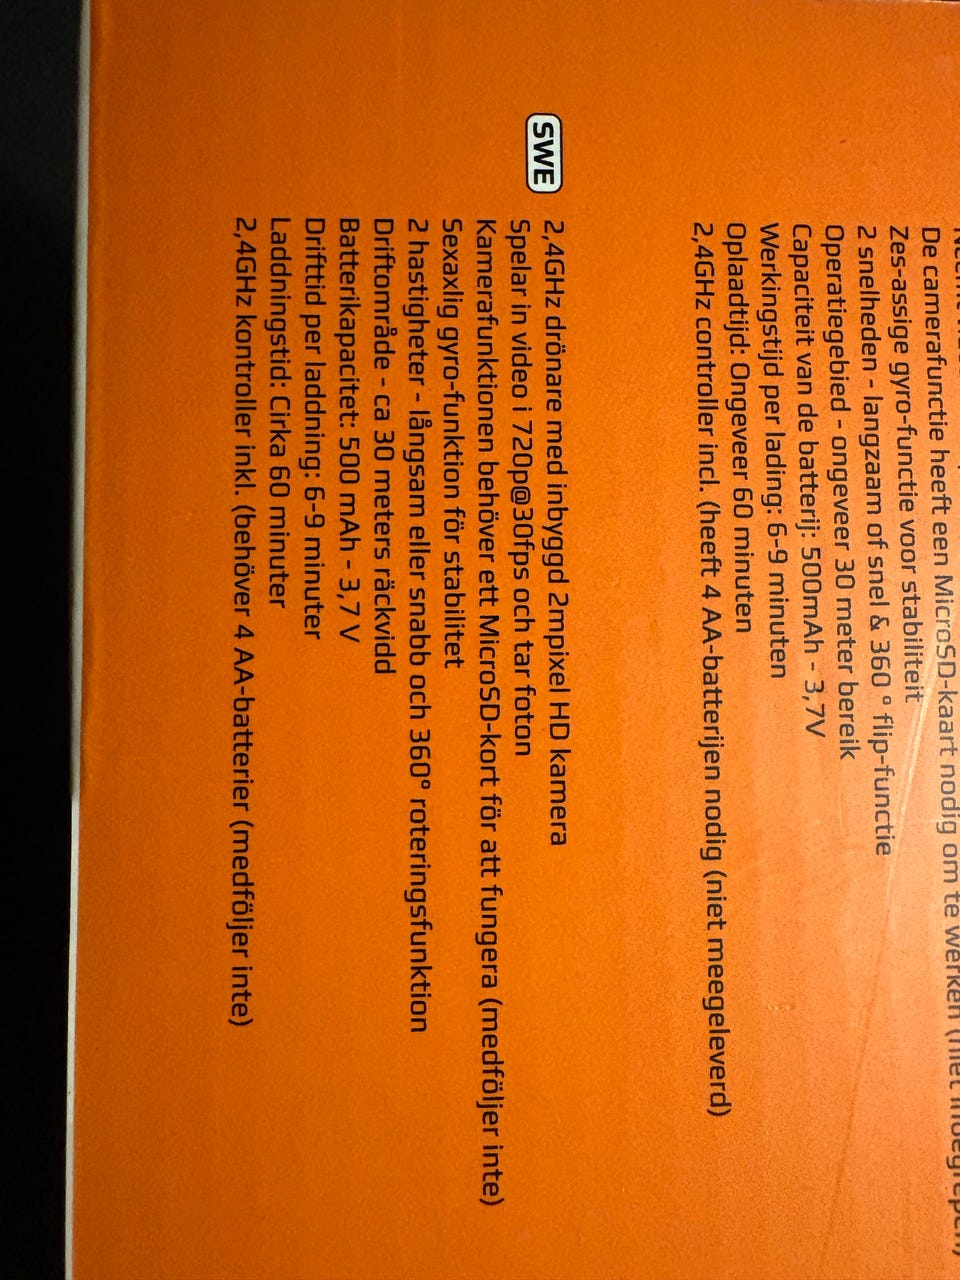 De camerafunctie heeft een MicroSD-kaart nodig om te werken (niet inbegrepen)
Zes-assige gyro-functie voor stabiliteit
2 snelheden - langzaam of snel & 360 ° flip-functie
Operatiegebied - ongeveer 30 meter bereik
Capaciteit van de batterij: 500mAh - 3,7V
Werkingstijd per lading: 6-9 minuten
Oplaadtijd: Ongeveer 60 minuten
2,4GHz controller incl. (heeft 4 AA-batterijen nodig (niet meegeleverd)
SWE
2,4GHz drönare med inbyggd 2mpixel HD kamera
Spelar in video i 720p@30fps och tar foton
Kamerafunktionen behöver ett MicroSD-kort för att fungera (medföljer inte)
Sexaxlig gyro-funktion för stabilitet
2 hastigheter - långsam eller snabb och 360° roteringsfunktion
Driftområde - ca 30 meters räckvidd
Batterikapacitet: 500 mAh - 3,7 V
Drifttid per laddning: 6-9 minuter
Laddningstid: Cirka 60 minuter
2,4GHz kontroller inkl. (behöver 4 AA-batterier (medföljer inte)